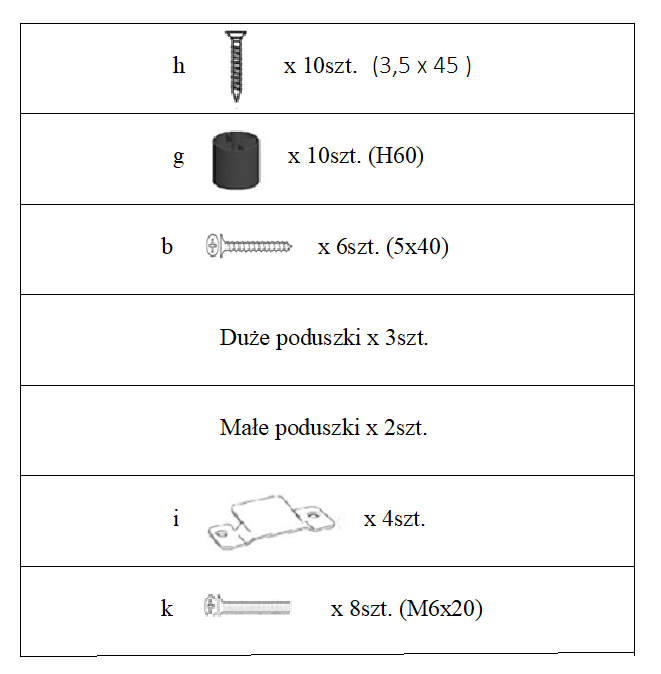 h x 10szt. (3,5 x 45 )
g x 10szt. (H60)
b x 6szt. (5x40)
Duże poduszki x 3szt.
Małe poduszki x 2szt.
i x 4szt.
k x 8szt. (M6x20)